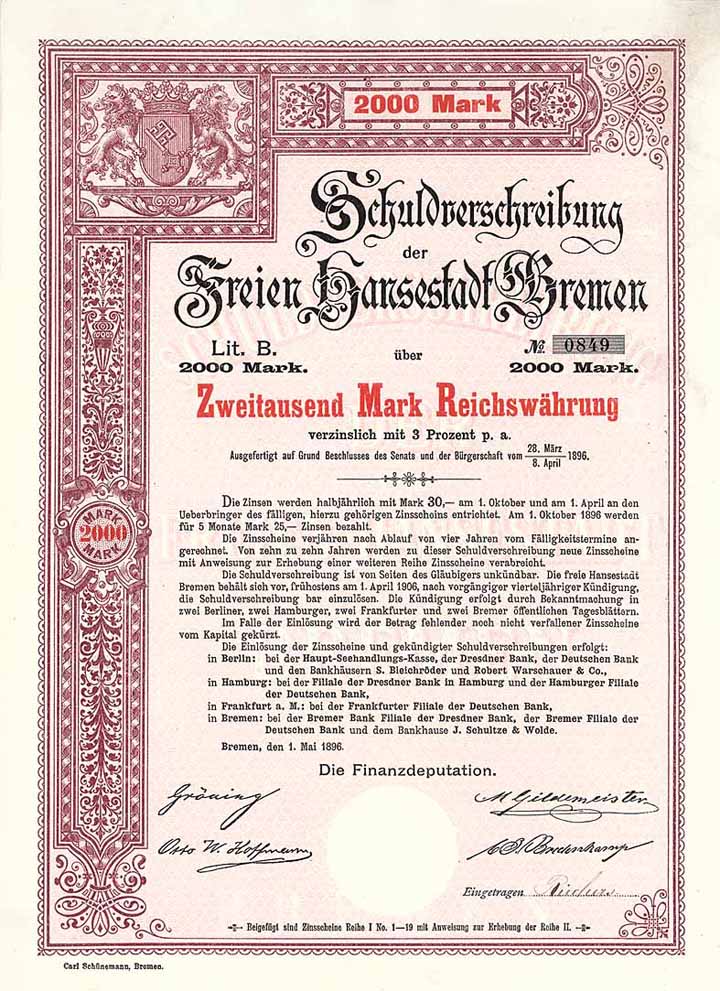 2000 Mark
Schuldverschreibung
der
Freien Hansestadt Bremen
Lit. B.
2000 Mark.
über
No. 0849
2000 Mark.
Zweitausend Mark Reichswährung
verzinslich mit 3 Prozent p. a.
Ausgefertigt auf Grund Beschlusses des Senats und der Bürgerschaft vom 28. März / 8. April 1896.
Die Zinsen werden halbjährlich mit Mark 30,— am 1. Oktober und am 1. April an den
Ueberbringer des fälligen, hierzu gehörigen Zinsscheins entrichtet. Am 1. Oktober 1896 werden
für 5 Monate Mark 25,— Zinsen bezahlt.
Die Zinsscheine verjähren nach Ablauf von vier Jahren vom Fälligkeitstermine an-
gerechnet. Von zehn zu zehn Jahren werden zu dieser Schuldverschreibung neue Zinsscheine
mit Anweisung zur Erhebung einer weiteren Reihe Zinsscheine verabreicht.
Die Schuldverschreibung ist von Seiten des Gläubigers unkündbar. Die freie Hansestadt
Bremen behält sich vor, frühstens am 1. April 1906, nach vorgängiger vierteljähriger Kündigung,
die Schuldverschreibung bar einzulösen. Die Kündigung erfolgt durch Bekanntmachung in
zwei Berliner, zwei Hamburger, zwei Frankfurter und zwei Bremer öffentlichen Tagesblättern.
Im Falle der Einlösung wird der Betrag fehlender noch nicht verfallener Zinsscheine
vom Kapital gekürzt.
Die Einlösung der Zinsscheine und gekündigter Schuldverschreibungen erfolgt:
in Berlin: bei der Haupt-Seehandlungs-Kasse, der Dresdner Bank, der Deutschen Bank
und den Bankhäusern S. Bleichröder und Robert Warschauer & Co.,
in Hamburg: bei der Filiale der Dresdner Bank in Hamburg und der Hamburger Filiale
der Deutschen Bank,
in Frankfurt a. M.: bei der Frankfurter Filiale der Deutschen Bank,
in Bremen: bei der Bremer Bank Filiale der Dresdner Bank, der Bremer Filiale der
Deutschen Bank und dem Bankhause J. Schultze & Wolde.
Bremen, den 1. Mai 1896.
Die Finanzdeputation.
Gröning
M Gildemeister
Otto W. Hoffmann
Bredenkamp
Eingetragen
Beigefügt sind Zinsscheine Reihe I No. 1—19 mit Anweisung zur Erhebung der Reihe II.
MARK
2000
MARK
Carl Schünemann, Bremen.